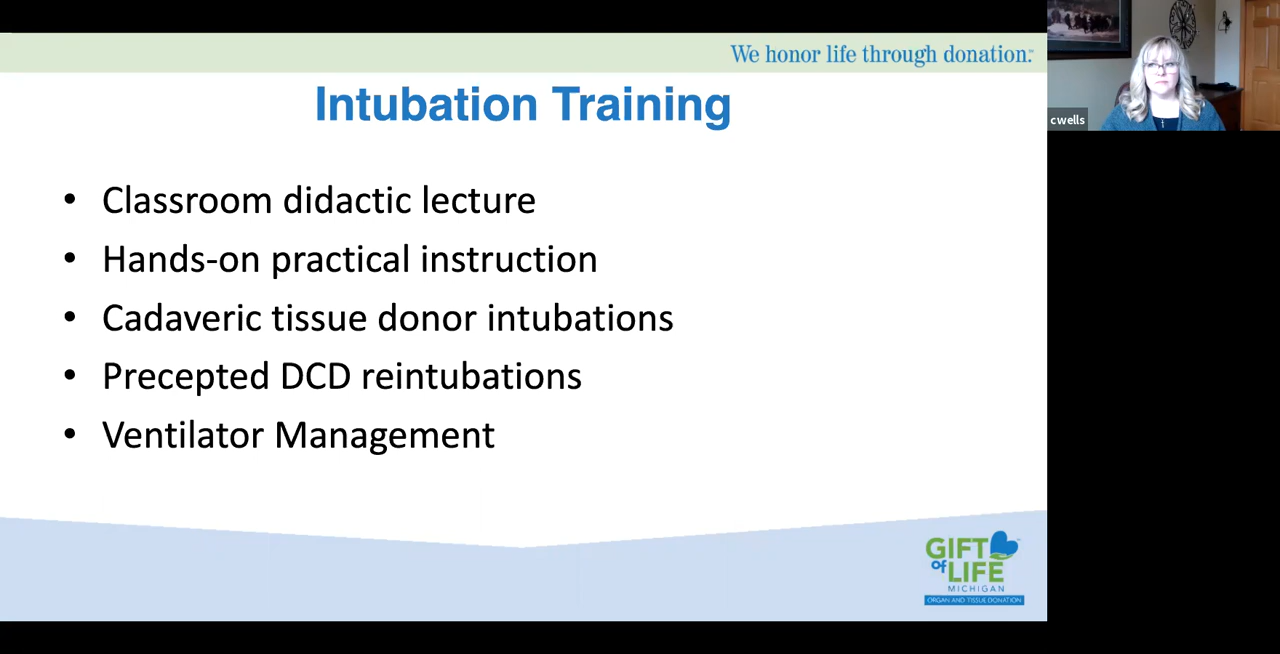 We honor life through donation.
Intubation Training
cwells
• Classroom didactic lecture
• Hands-on practical instruction
• Cadaveric tissue donor intubations
• Precepted DCD reintubations
• Ventilator Management
GIFT
of LIFE
MICHIGAN
ORGAN AND TISSUE DONATION